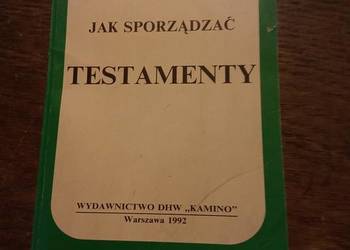 JAK SPORZĄDZAĆ
TESTAMENTY
WYDAWNICTWO DHW „KAMINO"
Warszawa 1992